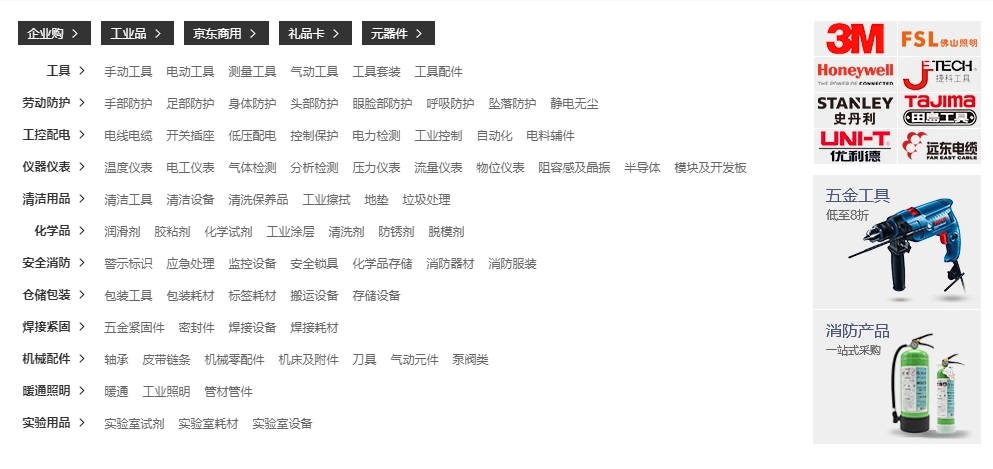 企业购 > 工业品 > 京东商用 > 礼品卡 > 元器件 >
工具 > 手动工具 电动工具 测量工具 气动工具 工具套装 工具配件
劳动防护 > 手部防护 足部防护 身体防护 头部防护 眼脸部防护 呼吸防护 坠落防护 静电无尘
工控配电 > 电线电缆 开关插座 低压配电 控制保护 电力检测 工业控制 自动化 电料辅件
仪器仪表 > 温度仪表 电工仪表 气体检测 分析检测 压力仪表 流量仪表 物位仪表 阻容感及晶振 半导体 模块及开发板
清洁用品 > 清洁工具 清洁设备 清洗保养品 工业擦拭 地垫 垃圾处理
化学品 > 润滑剂 胶粘剂 化学试剂 工业涂层 清洗剂 防锈剂 脱模剂
安全消防 > 警示标识 应急处理 监控设备 安全锁具 化学品存储 消防器材 消防服装
仓储包装 > 包装工具 包装耗材 标签耗材 搬运设备 存储设备
焊接紧固 > 五金紧固件 密封件 焊接设备 焊接耗材
机械配件 > 轴承 皮带链条 机械零配件 机床及附件 刀具 气动元件 泵阀类
暖通照明 > 暖通 工业照明 管材管件
实验用品 > 实验室试剂 实验室耗材 实验室设备
3M FSL佛山照明
Honeywell
THE POWER OF CONNECTED
JETECH
捷科工具
STANLEY
史丹利
TAJIMA
田岛工具
UNI-T
优利德
远东电缆
FAR EAST CABLE
五金工具
低至8折
消防产品
一站式采购